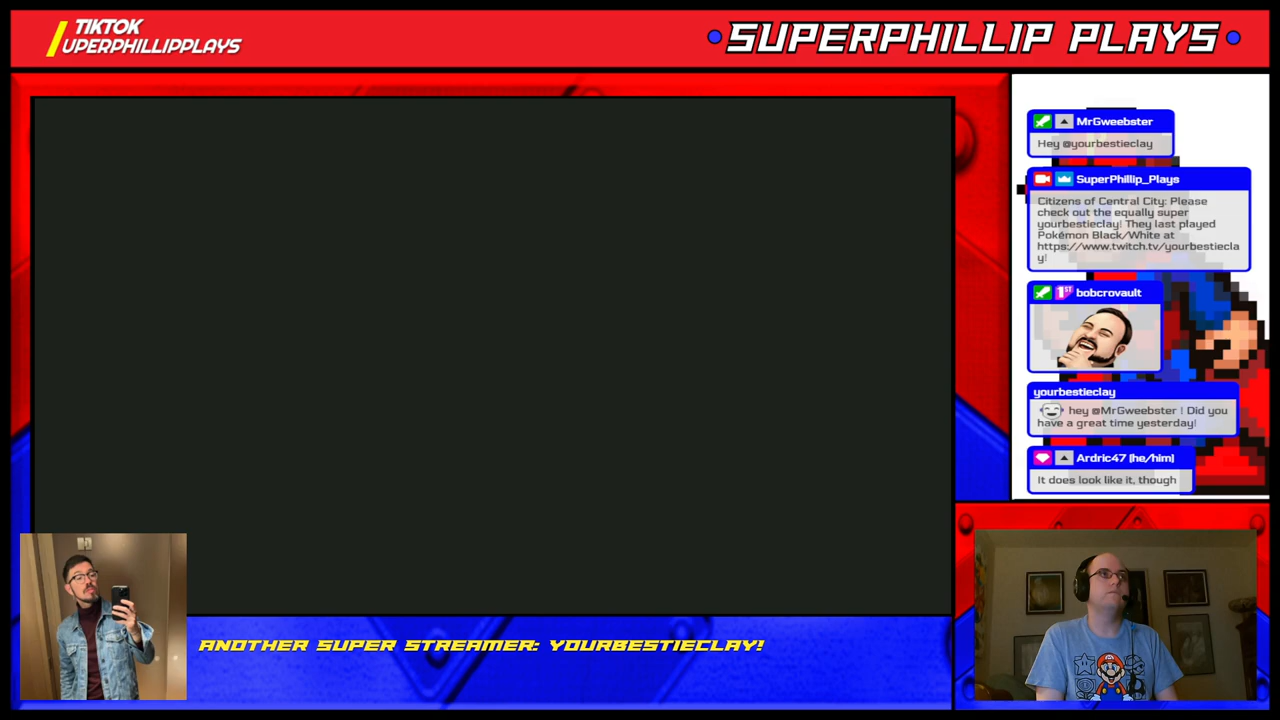 TIKTOK
UPERPHILLIPPLAYS
SUPERPHILLIP PLAYS
MrGweebster
Hey @yourbestieclay
SuperPhillip_Plays
Citizens of Central City: Please
check out the equally super
yourbestieclay! They last played
Pokémon Black/White at
https://www.twitch.tv/yourbestiecla
y!
1ST bobcrovault
yourbestieclay
hey @MrGweebster ! Did you
have a great time yesterday!
Ardric47 (he/him)
It does look like it, though
ANOTHER SUPER STREAMER: YOURBESTIECLAY!